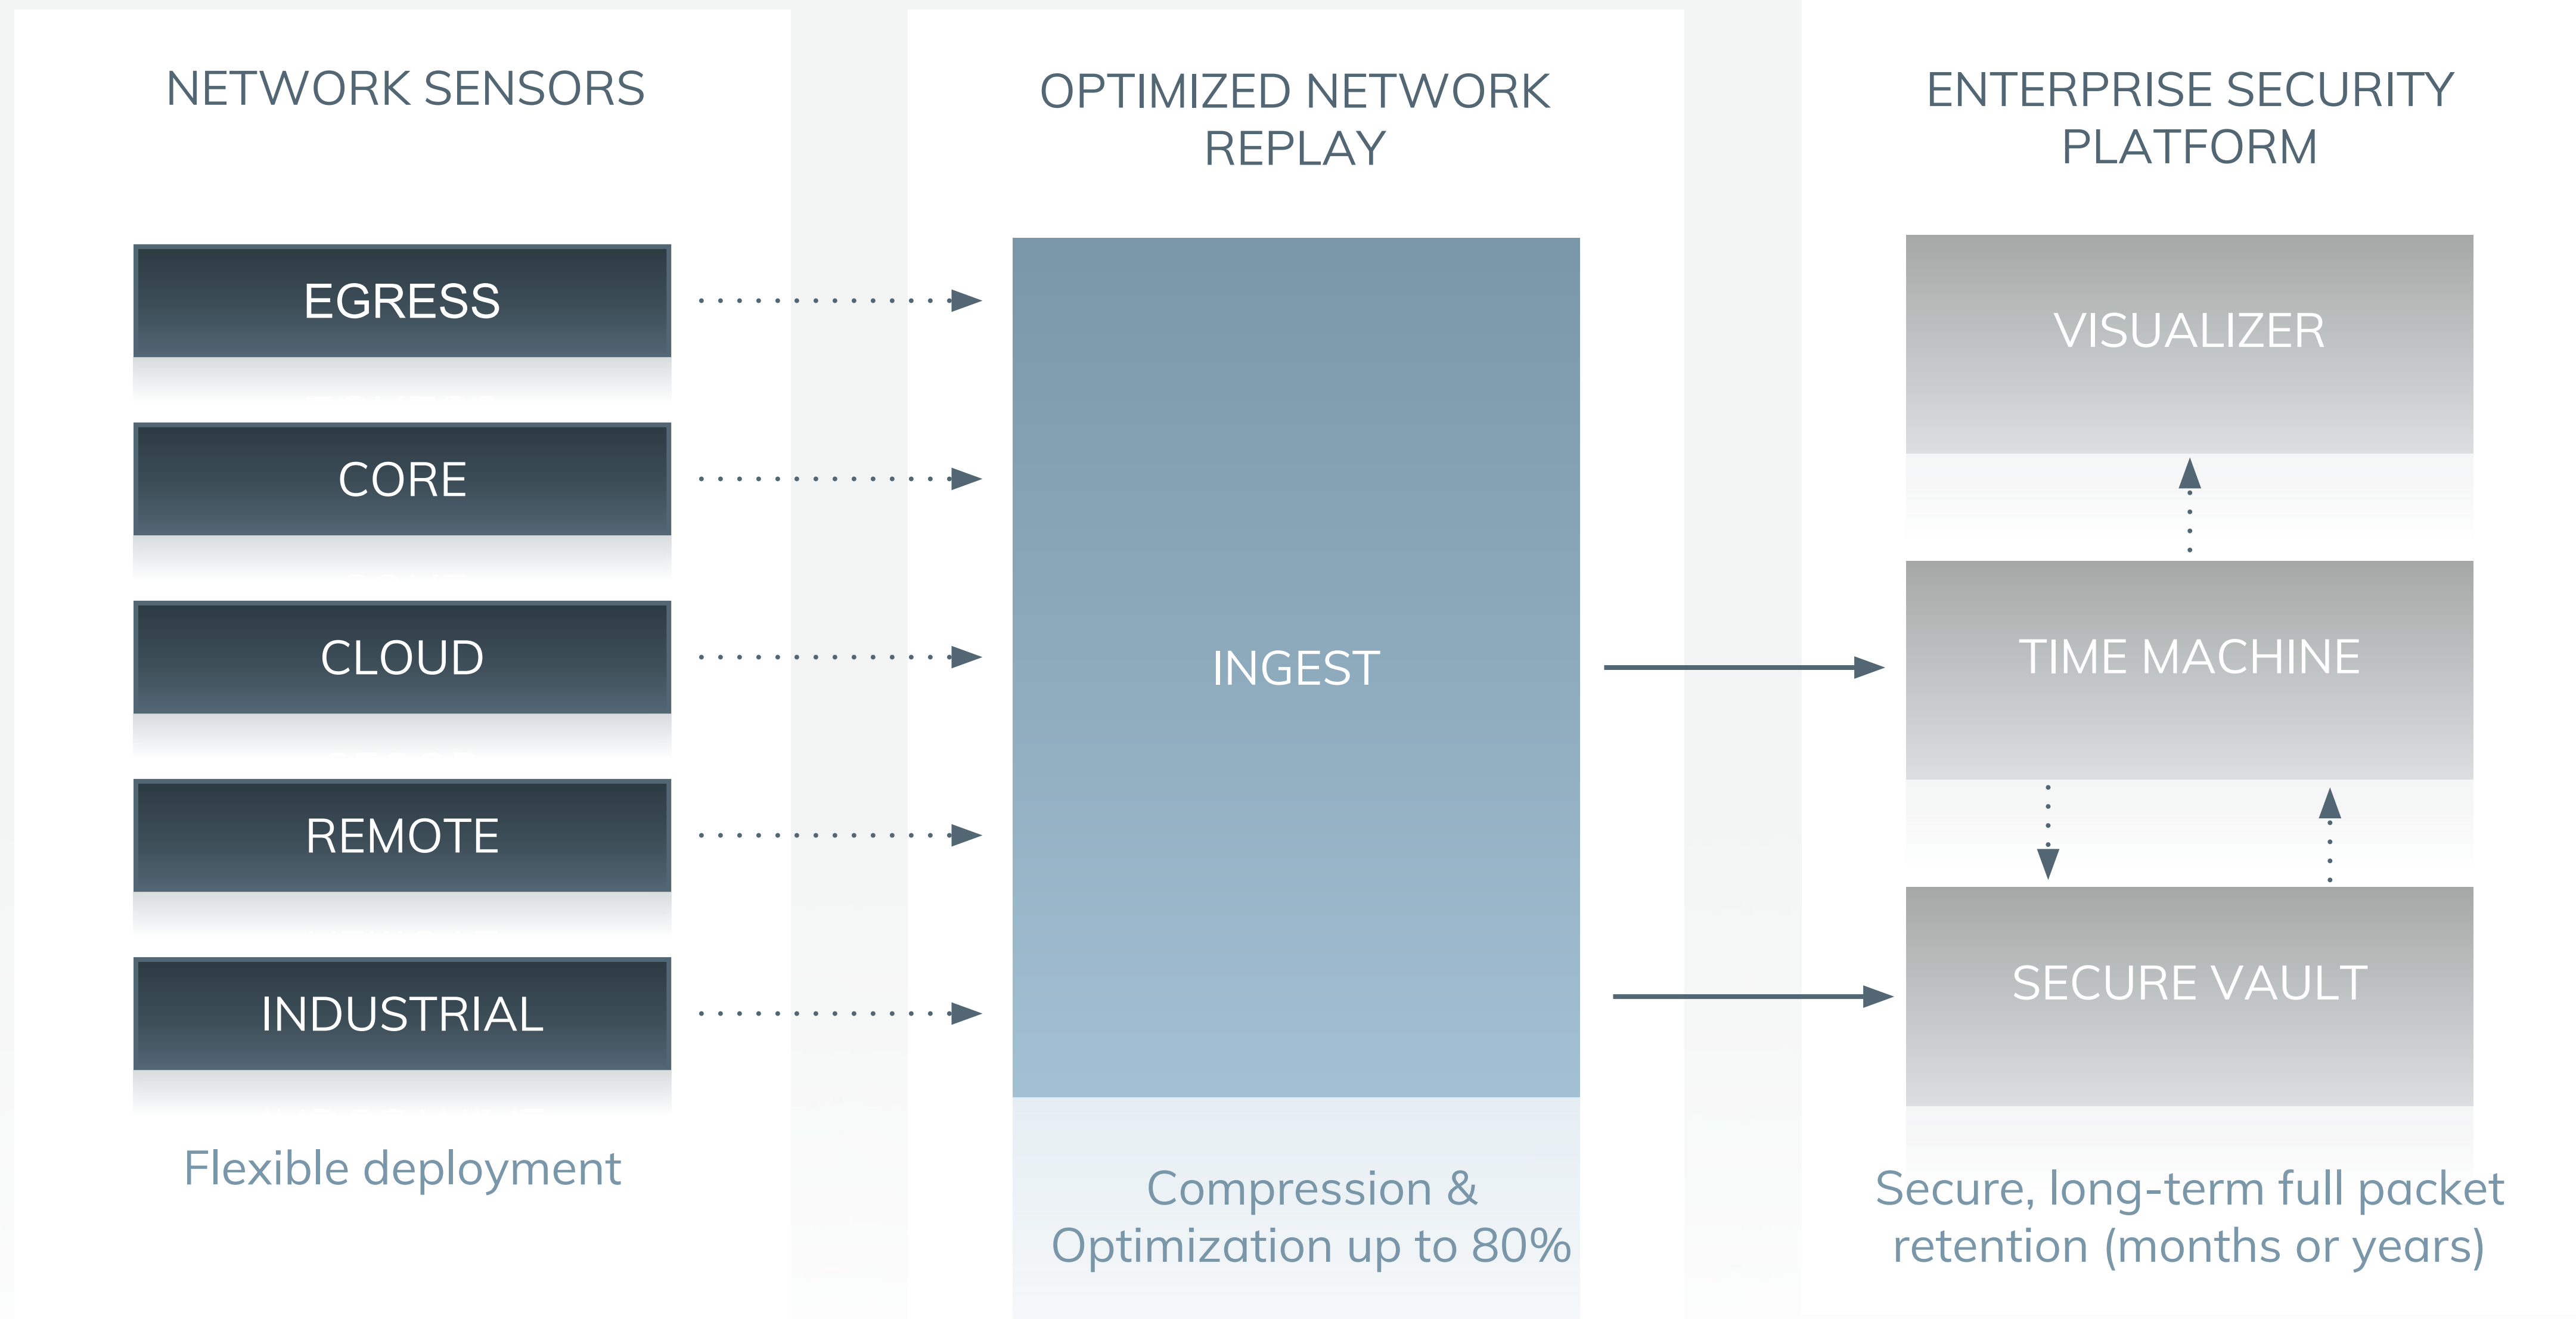 NETWORK SENSORS
EGRESS
CORE
CLOUD
REMOTE
INDUSTRIAL
Flexible deployment
OPTIMIZED NETWORK
REPLAY
INGEST
Compression &
Optimization up to 80%
ENTERPRISE SECURITY
PLATFORM
VISUALIZER
TIME MACHINE
SECURE VAULT
Secure, long-term full packet
retention (months or years)